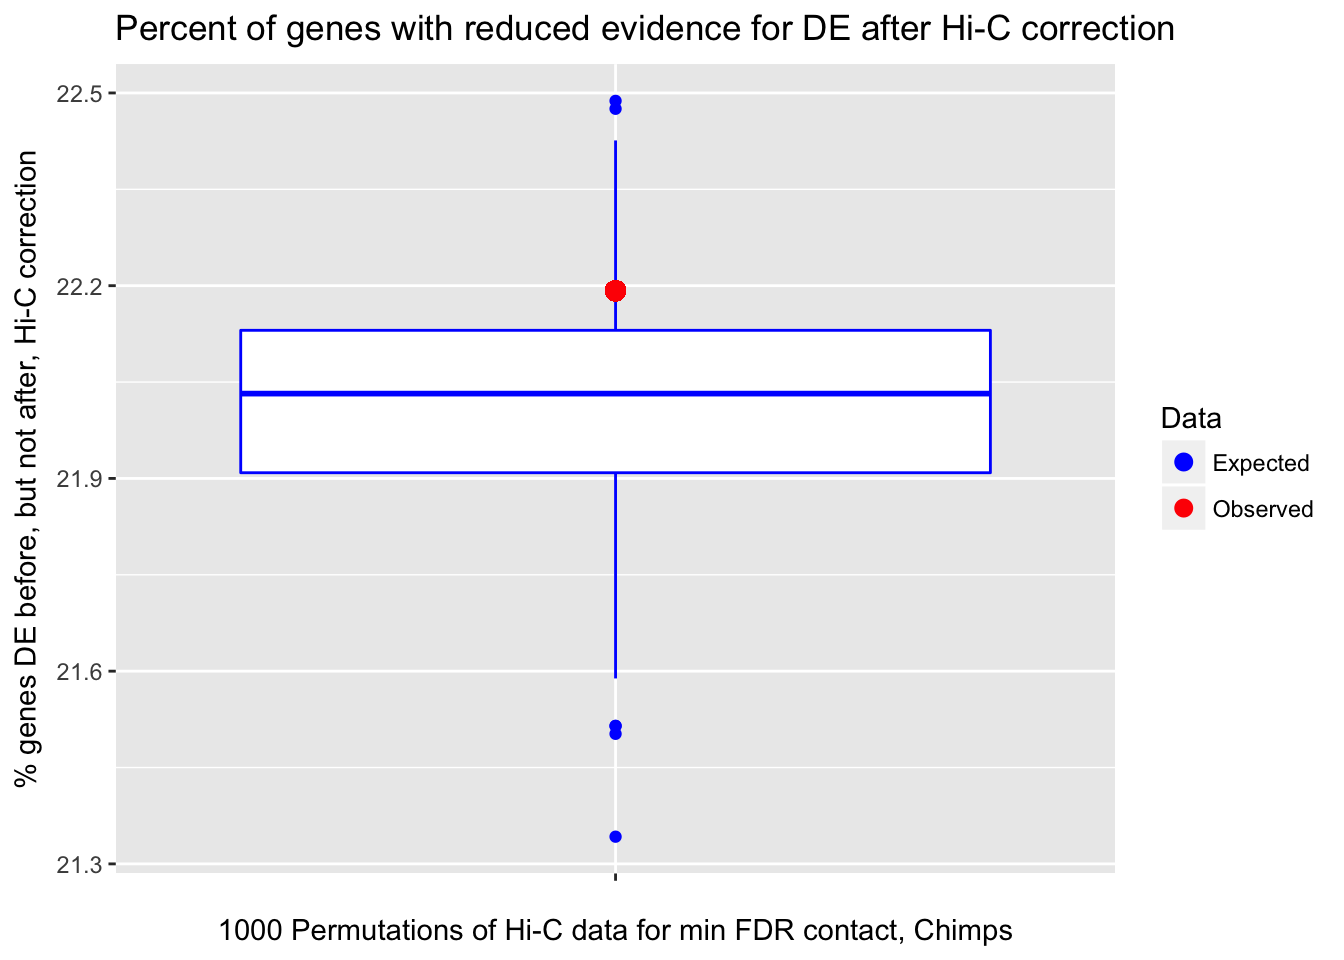 Percent of genes with reduced evidence for DE after Hi-C correction
% genes DE before, but not after, Hi-C correction
22.5
22.2
21.9
21.6
21.3
1000 Permutations of Hi-C data for min FDR contact, Chimps
Data
Expected
Observed